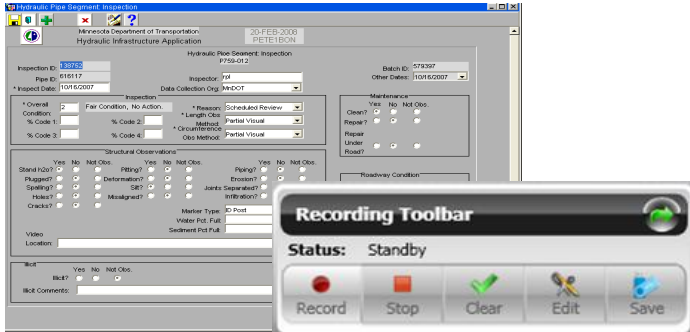 Hydraulic Pipe Segment: Inspection
Minnesota Department of Transportation
20-FEB-2008
Hydraulic Infrastructure Application
PETE1BON
Hydraulic Pipe Segment: Inspection
P759-012
Inspection ID: 138752
Batch ID: 579397
Pipe ID: 616117
Inspector: rpl
Other Dates: 10/16/2007
* Inspect Date: 10/16/2007
Data Collection Org: MnDOT
Inspection
Maintenance
* Overall Condition: 2 Fair Condition, No Action.
* Reason: Scheduled Review
Yes No Not Obs.
Clean?
% Code 1: % Code 2:
* Length Obs Method: Partial Visual
Repair?
% Code 3: % Code 4:
* Circumference Obs Method: Partial Visual
Repair Under Road?
Structural Observations
Roadway Condition
Yes No Not Obs. Yes No Not Obs. Yes No Not Obs.
Stand h2o? Pitting? Piping?
Plugged? Deformation? Erosion?
Spalling? Silt? Joints Separated?
Holes? Misaligned? Infiltration?
Cracks?
Marker Type: ID Post
Water Pct. Full:
Sediment Pct Full:
Video Location:
Illicit
Yes No Not Obs.
Illicit?
Illicit Comments:
Recording Toolbar
Status: Standby
Record Stop Clear Edit Save